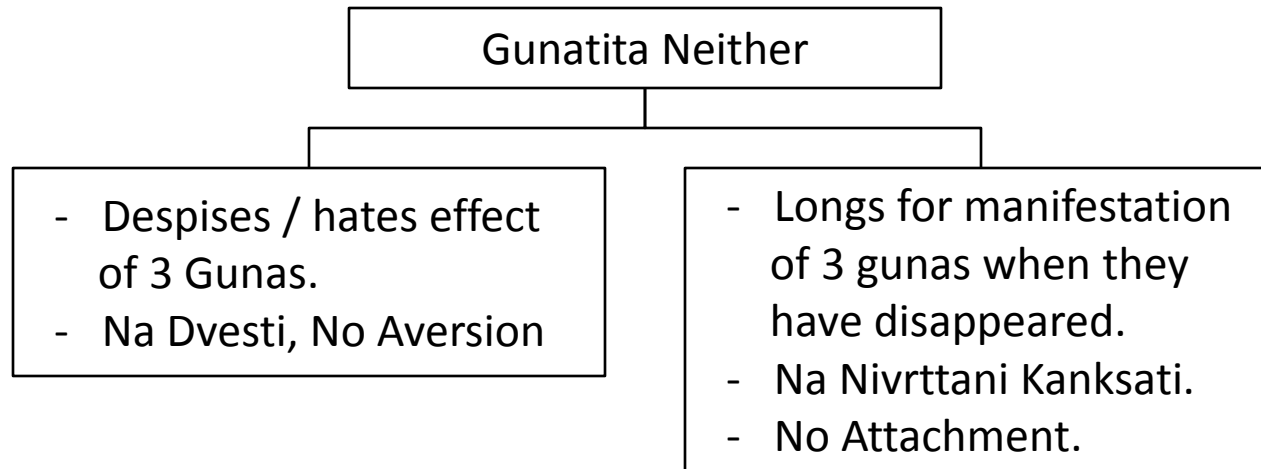 Gunatita Neither
- Despises / hates effect
of 3 Gunas.
- Na Dvesti, No Aversion
- Longs for manifestation
of 3 gunas when they
have disappeared.
- Na Nivrttani Kanksati.
- No Attachment.